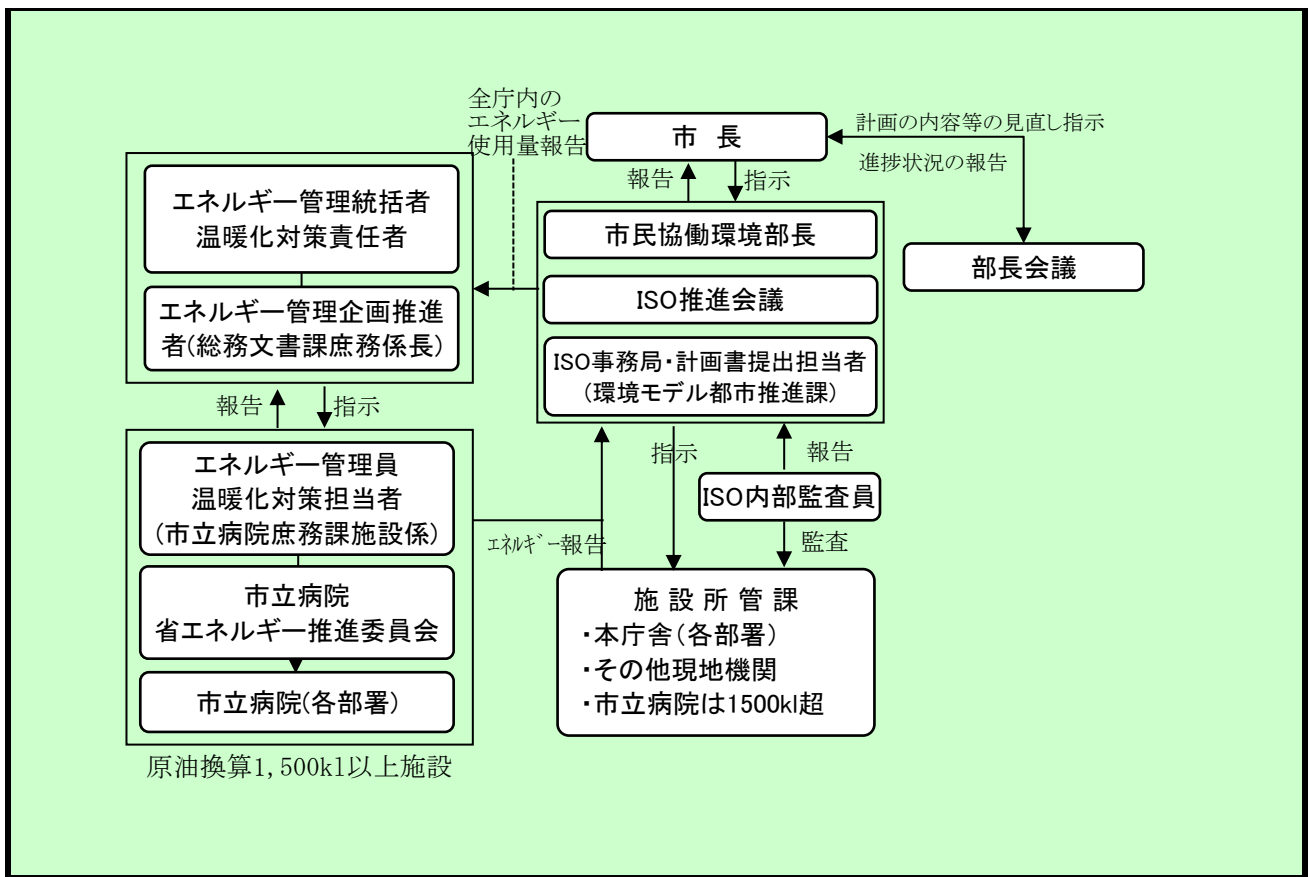 全庁内の
エネルギー
使用量報告
市 長
計画の内容等の見直し指示
進捗状況の報告
報告
指示
エネルギー管理統括者
温暖化対策責任者
市民協働環境部長
部長会議
ISO推進会議
エネルギー管理企画推進
者(総務文書課庶務係長)
ISO事務局・計画書提出担当者
(環境モデル都市推進課)
報告
指示
エネルギー管理員
温暖化対策担当者
(市立病院庶務課施設係)
指示
報告
ISO内部監査員
エネルギー報告
監査
市立病院
省エネルギー推進委員会
市立病院(各部署)
施 設 所 管 課
・本庁舎(各部署)
・その他現地機関
・市立病院は1500kl超
原油換算1,500kl以上施設